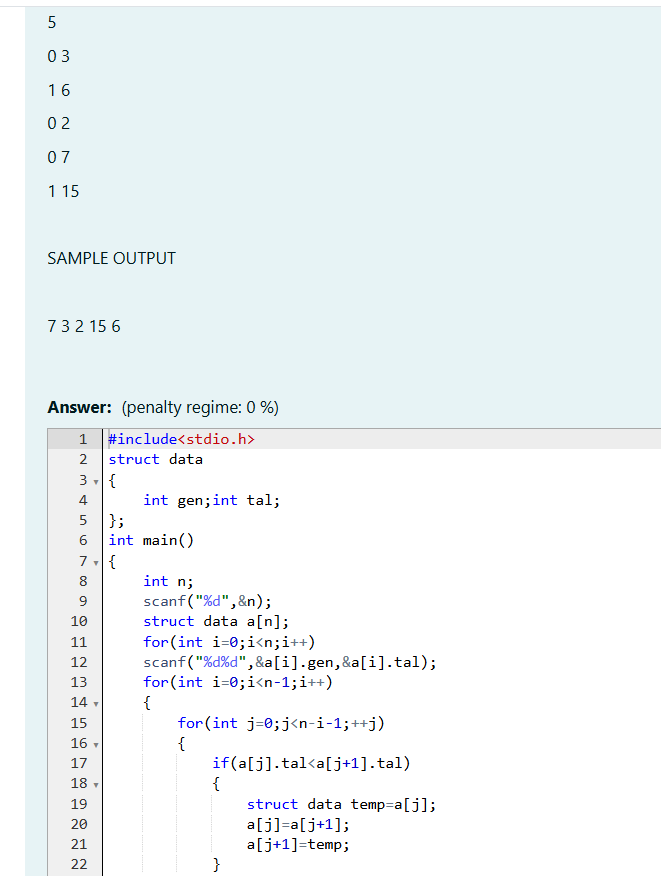 5
0 3
1 6
0 2
0 7
1 15
SAMPLE OUTPUT
7 3 2 15 6
Answer: (penalty regime: 0 %)
1 #include<stdio.h>
2 struct data
3 {
4     int gen;int tal;
5 };
6 int main()
7 {
8     int n;
9     scanf("%d",&n);
10     struct data a[n];
11     for(int i=0;i<n;i++)
12     scanf("%d%d",&a[i].gen,&a[i].tal);
13     for(int i=0;i<n-1;i++)
14     {
15         for(int j=0;j<n-i-1;++j)
16         {
17             if(a[j].tal<a[j+1].tal)
18             {
19                 struct data temp=a[j];
20                 a[j]=a[j+1];
21                 a[j+1]=temp;
22             }